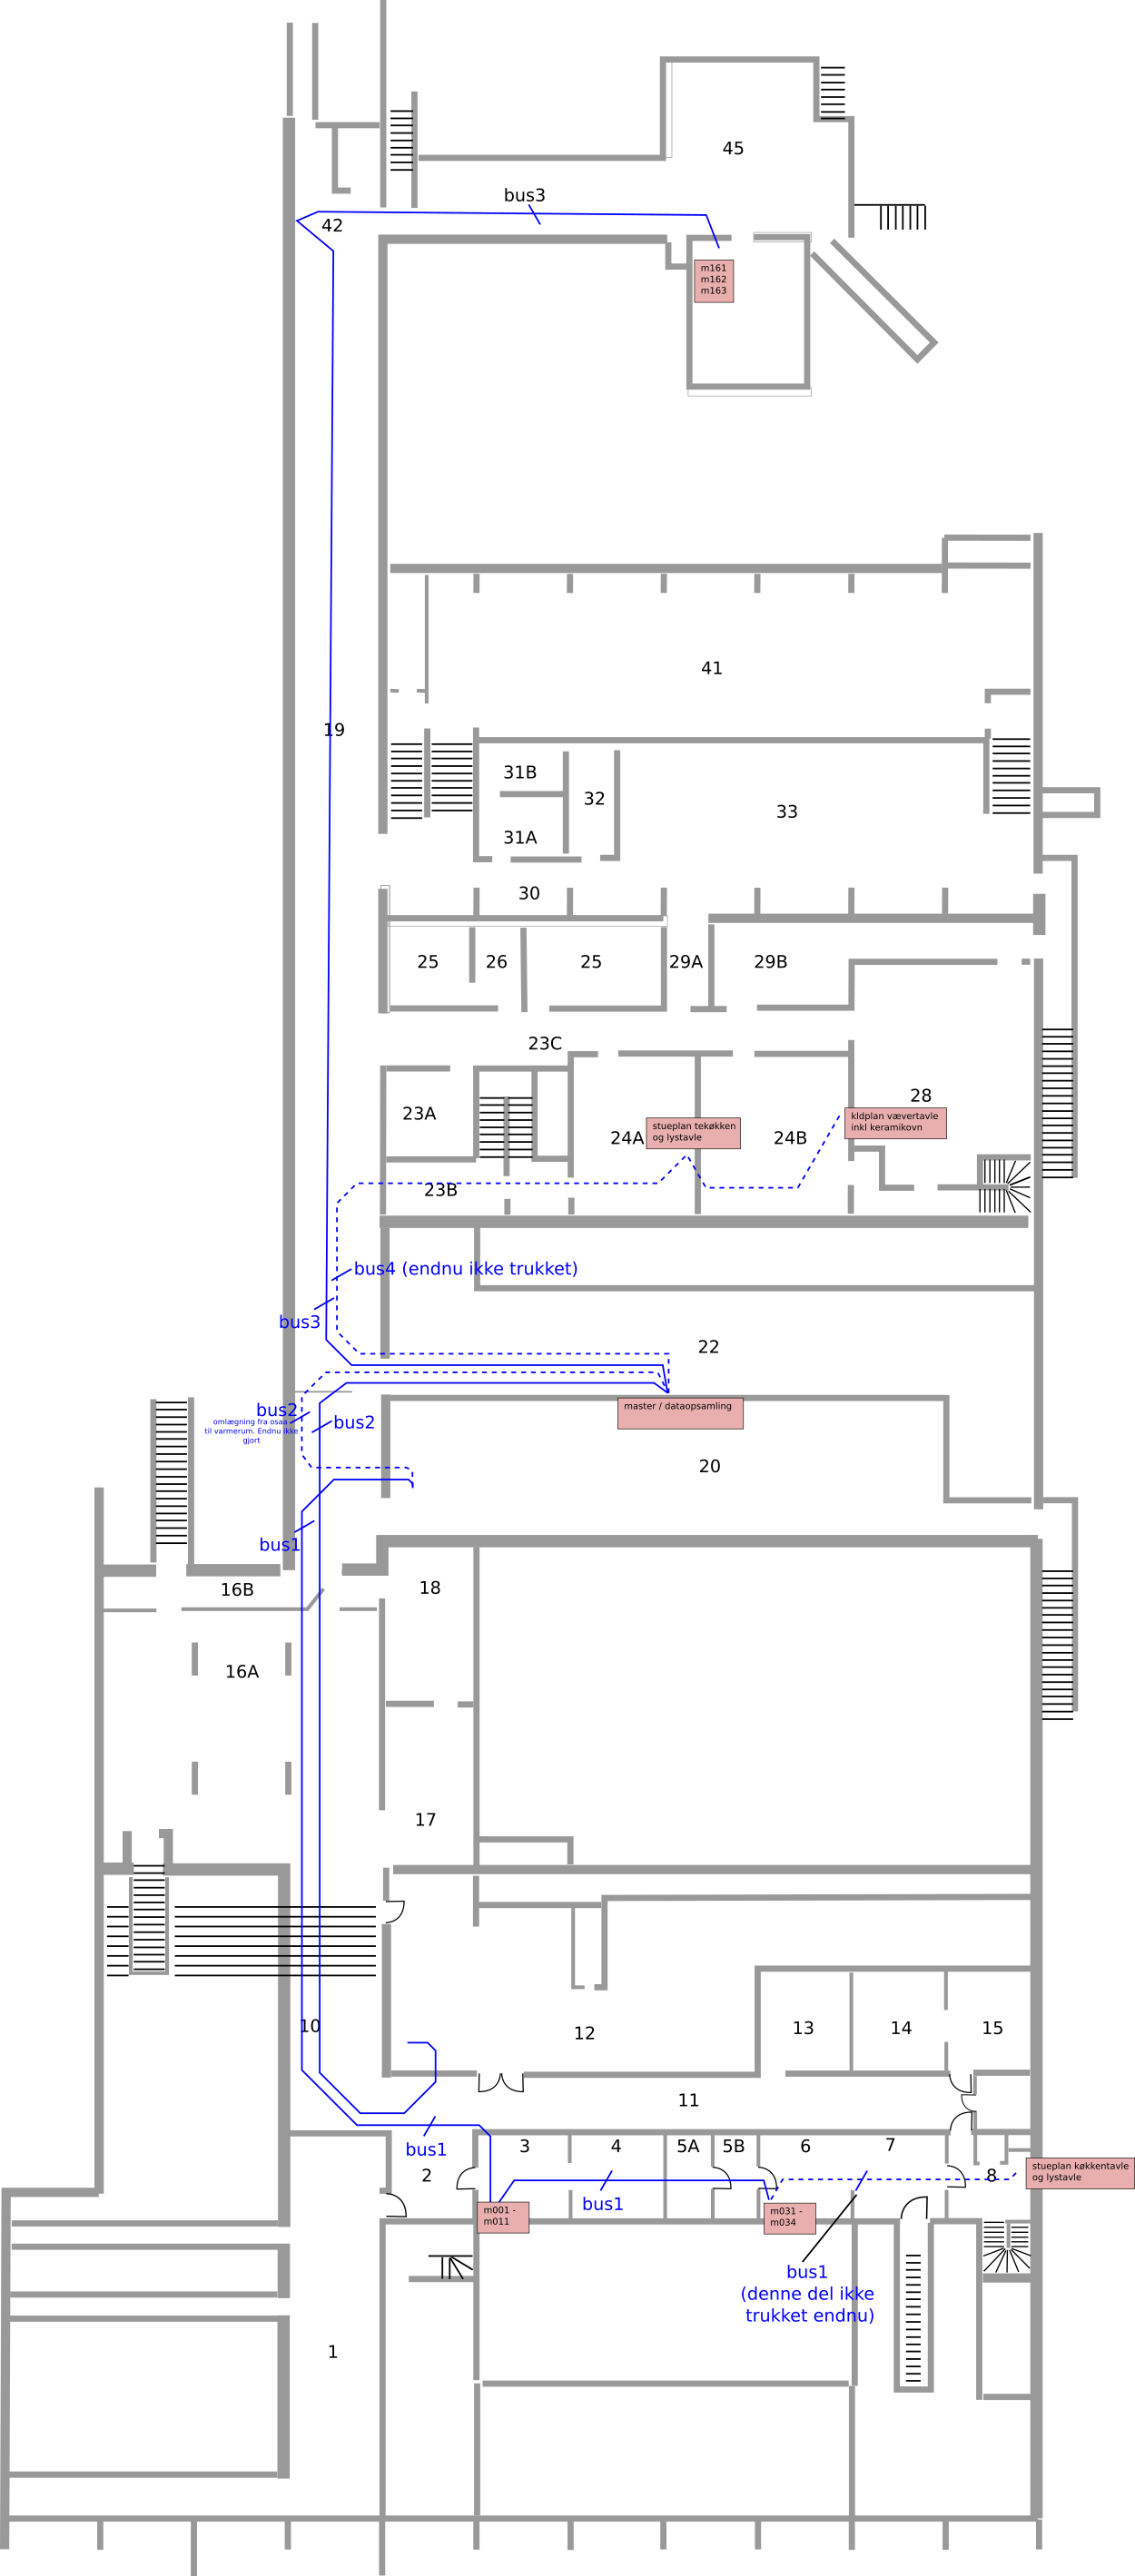 45
bus3
42
m161
m162
m163
41
19
31B
32
33
31A
30
25
26
25
29A
29B
23C
28
23A
kldplan vævertavle
inkl keramikovn
stueplan tekøkken
og lystavle
24A
24B
23B
bus4 (endnu ikke trukket)
bus3
22
master / dataopsamling
bus2
omlægning fra osaa
til varmerum. Endnu ikke
gjort
bus2
20
bus1
18
16B
16A
17
10
12
13
14
15
11
bus1
2
3
4
5A
5B
6
7
8
stueplan køkkentavle
og lystavle
bus1
m001 -
m011
m031 -
m034
bus1
(denne del ikke
trukket endnu)
1